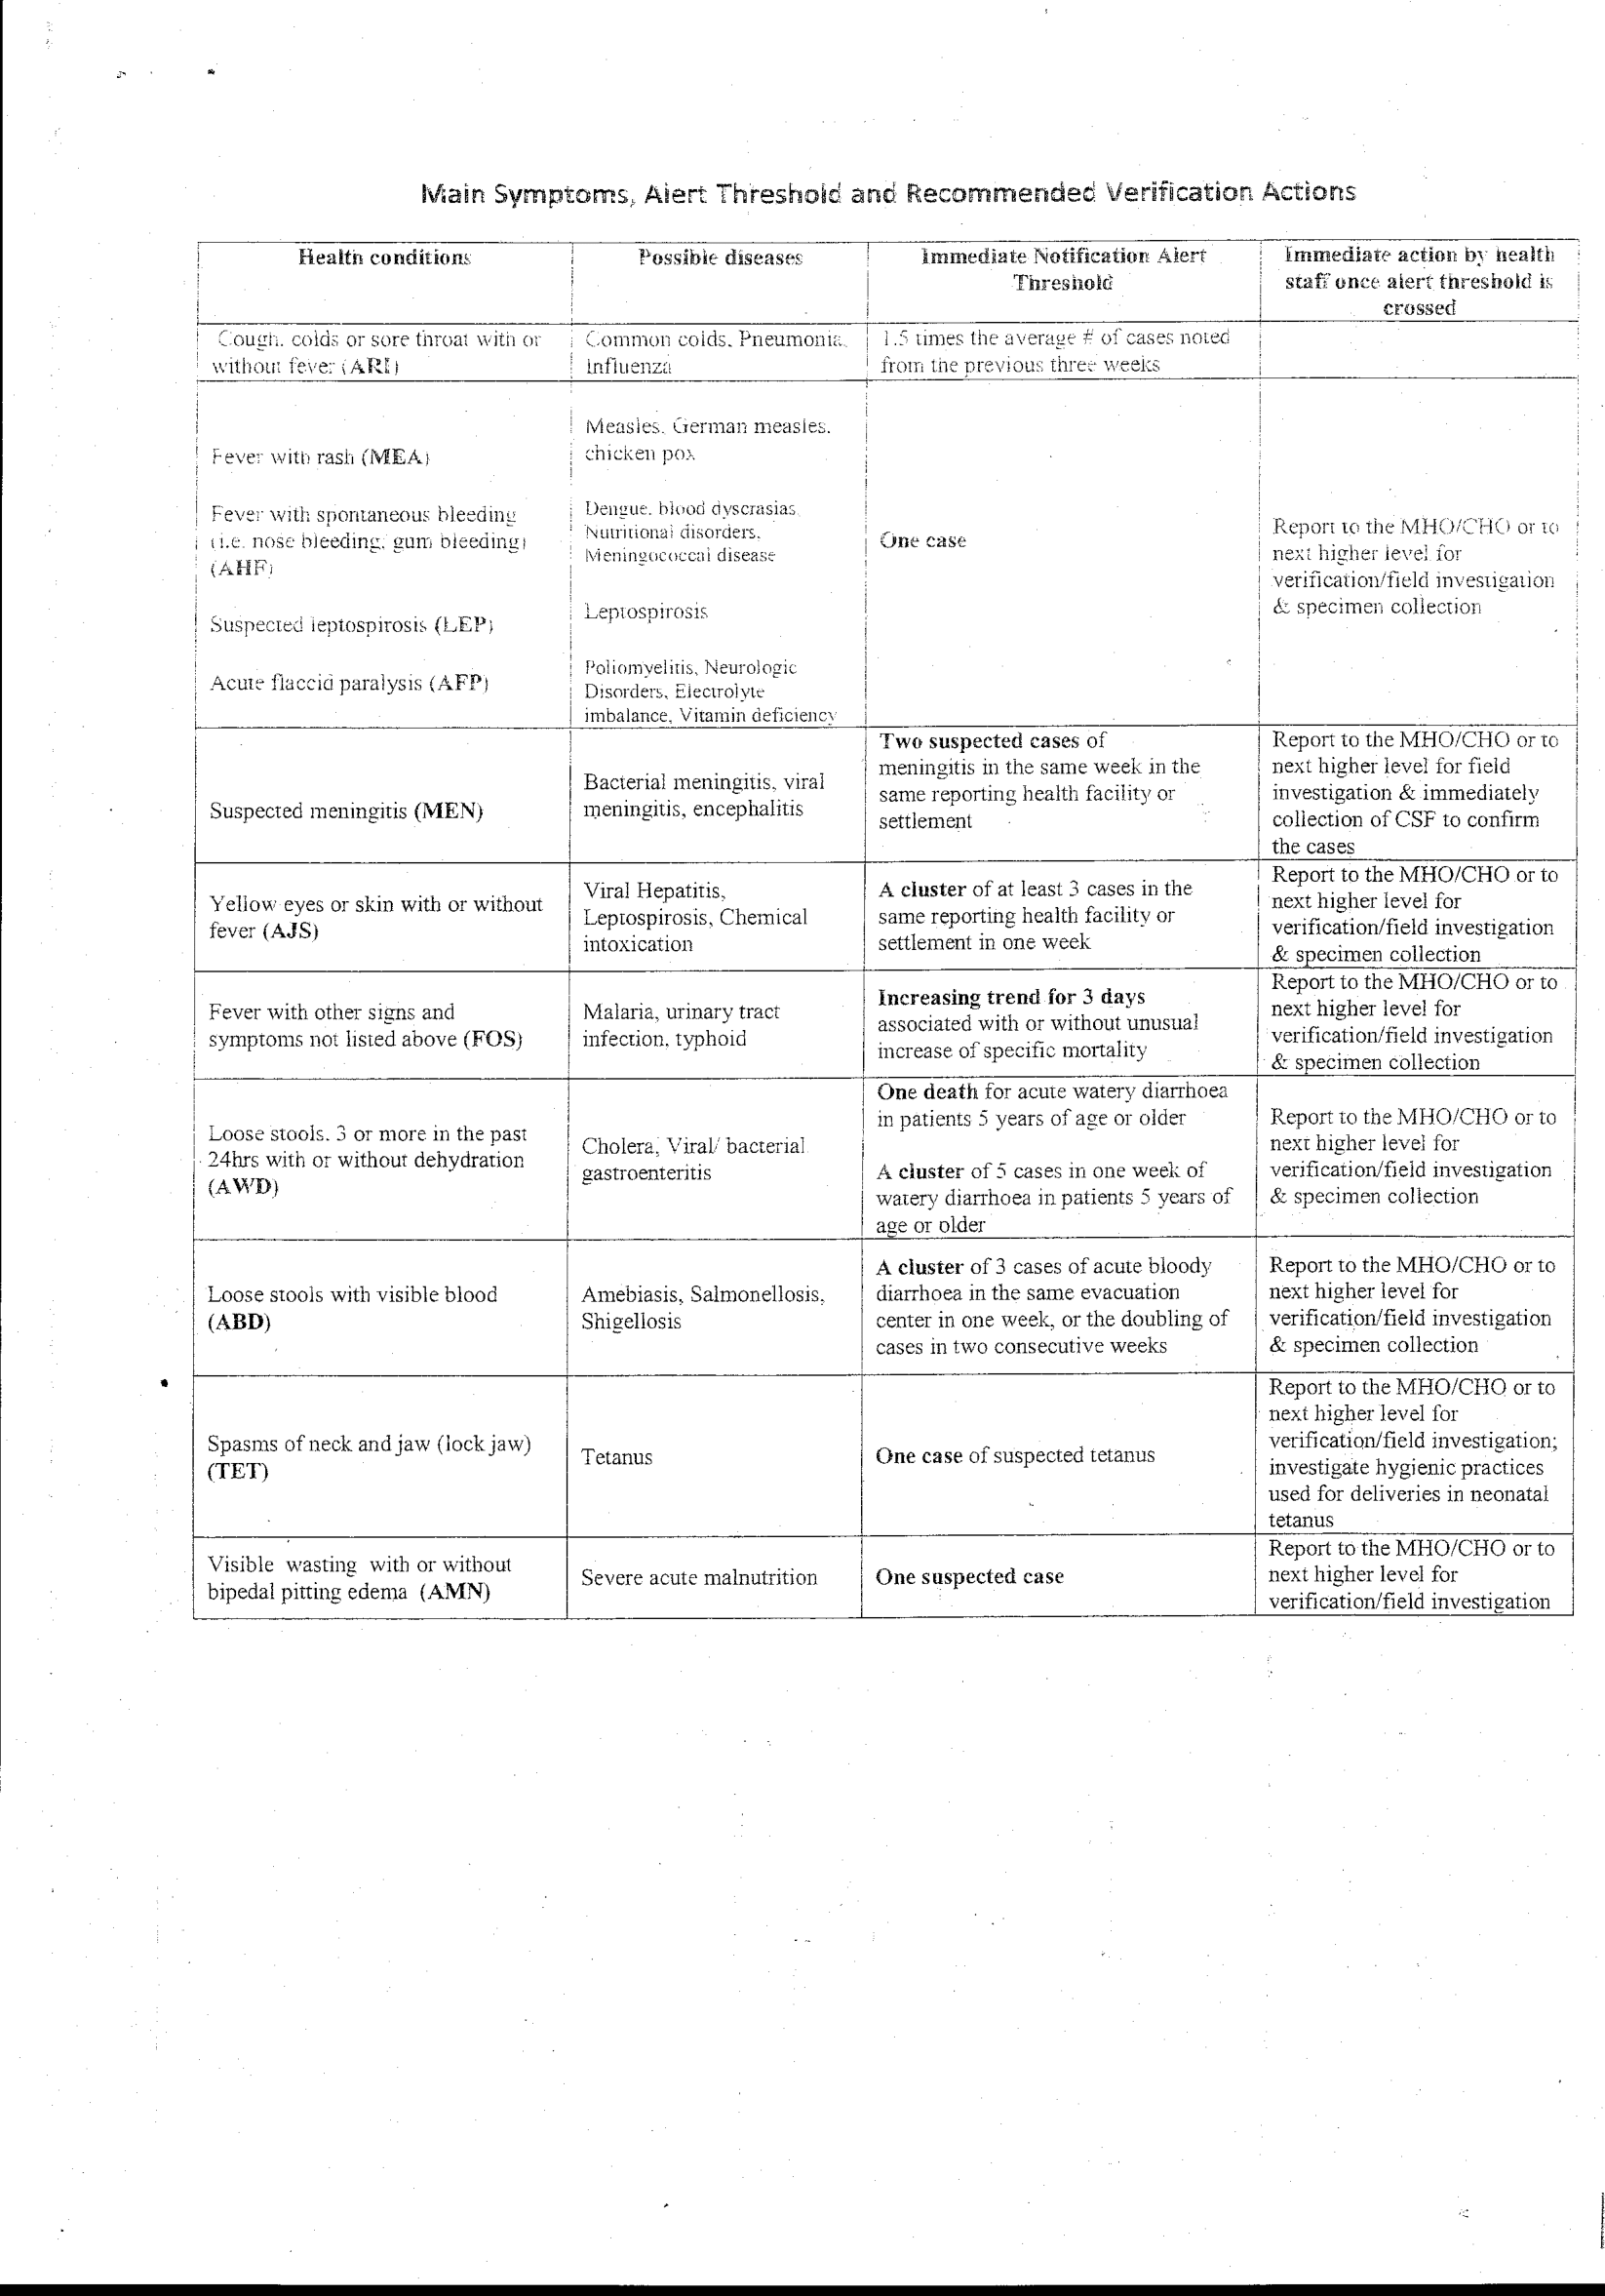 Main Symptoms, Alert Threshold and Recommended Verification Actions
Health conditions
Possible diseases
Immediate Notification Alert
Threshold
Immediate action by health
staff once alert threshold is
crossed
Cough, colds or sore throat with or
without fever (ARI)
Common colds, Pneumonia,
influenza
1.5 times the average # of cases noted
from the previous three weeks
Fever with rash (MEA)
Measles, German measles,
chicken pox
Fever with spontaneous bleeding
(i.e. nose bleeding, gum bleeding)
(AHF)
Dengue, blood dyscrasias,
Nutritional disorders,
Meningococcal disease
Suspected leptospirosis (LEP)
Leptospirosis
Acute flaccid paralysis (AFP)
Poliomyelitis, Neurologic
Disorders, Electrolyte
imbalance, Vitamin deficiency
One case
Report to the MHO/CHO or to
next higher level for
verification/field investigation
& specimen collection
Suspected meningitis (MEN)
Bacterial meningitis, viral
meningitis, encephalitis
Two suspected cases of
meningitis in the same week in the
same reporting health facility or
settlement
Report to the MHO/CHO or to
next higher level for field
investigation & immediately
collection of CSF to confirm
the cases
Yellow eyes or skin with or without
fever (AJS)
Viral Hepatitis,
Leptospirosis, Chemical
intoxication
A cluster of at least 3 cases in the
same reporting health facility or
settlement in one week
Report to the MHO/CHO or to
next higher level for
verification/field investigation
& specimen collection
Fever with other signs and
symptoms not listed above (FOS)
Malaria, urinary tract
infection, typhoid
Increasing trend for 3 days
associated with or without unusual
increase of specific mortality
Report to the MHO/CHO or to
next higher level for
verification/field investigation
& specimen collection
Loose stools. 3 or more in the past
24hrs with or without dehydration
(AWD)
Cholera, Viral/ bacterial
gastroenteritis
One death for acute watery diarrhoea
in patients 5 years of age or older
A cluster of 5 cases in one week of
watery diarrhoea in patients 5 years of
age or older
Report to the MHO/CHO or to
next higher level for
verification/field investigation
& specimen collection
Loose stools with visible blood
(ABD)
Amebiasis, Salmonellosis,
Shigellosis
A cluster of 3 cases of acute bloody
diarrhoea in the same evacuation
center in one week, or the doubling of
cases in two consecutive weeks
Report to the MHO/CHO or to
next higher level for
verification/field investigation
& specimen collection
Spasms of neck and jaw (lock jaw)
(TET)
Tetanus
One case of suspected tetanus
Report to the MHO/CHO or to
next higher level for
verification/field investigation;
investigate hygienic practices
used for deliveries in neonatal
tetanus
Visible wasting with or without
bipedal pitting edema (AMN)
Severe acute malnutrition
One suspected case
Report to the MHO/CHO or to
next higher level for
verification/field investigation